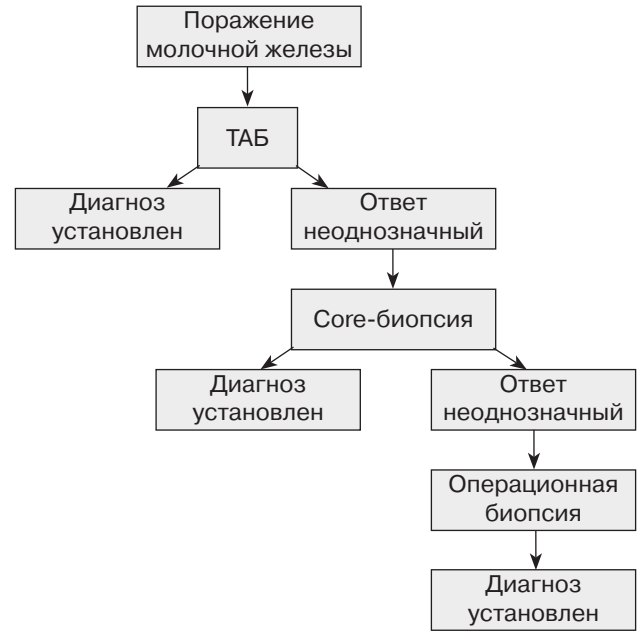 Поражение
молочной железы
ТАБ
Диагноз
установлен
Ответ
неоднозначный
Core-биопсия
Диагноз
установлен
Ответ
неоднозначный
Операционная
биопсия
Диагноз
установлен